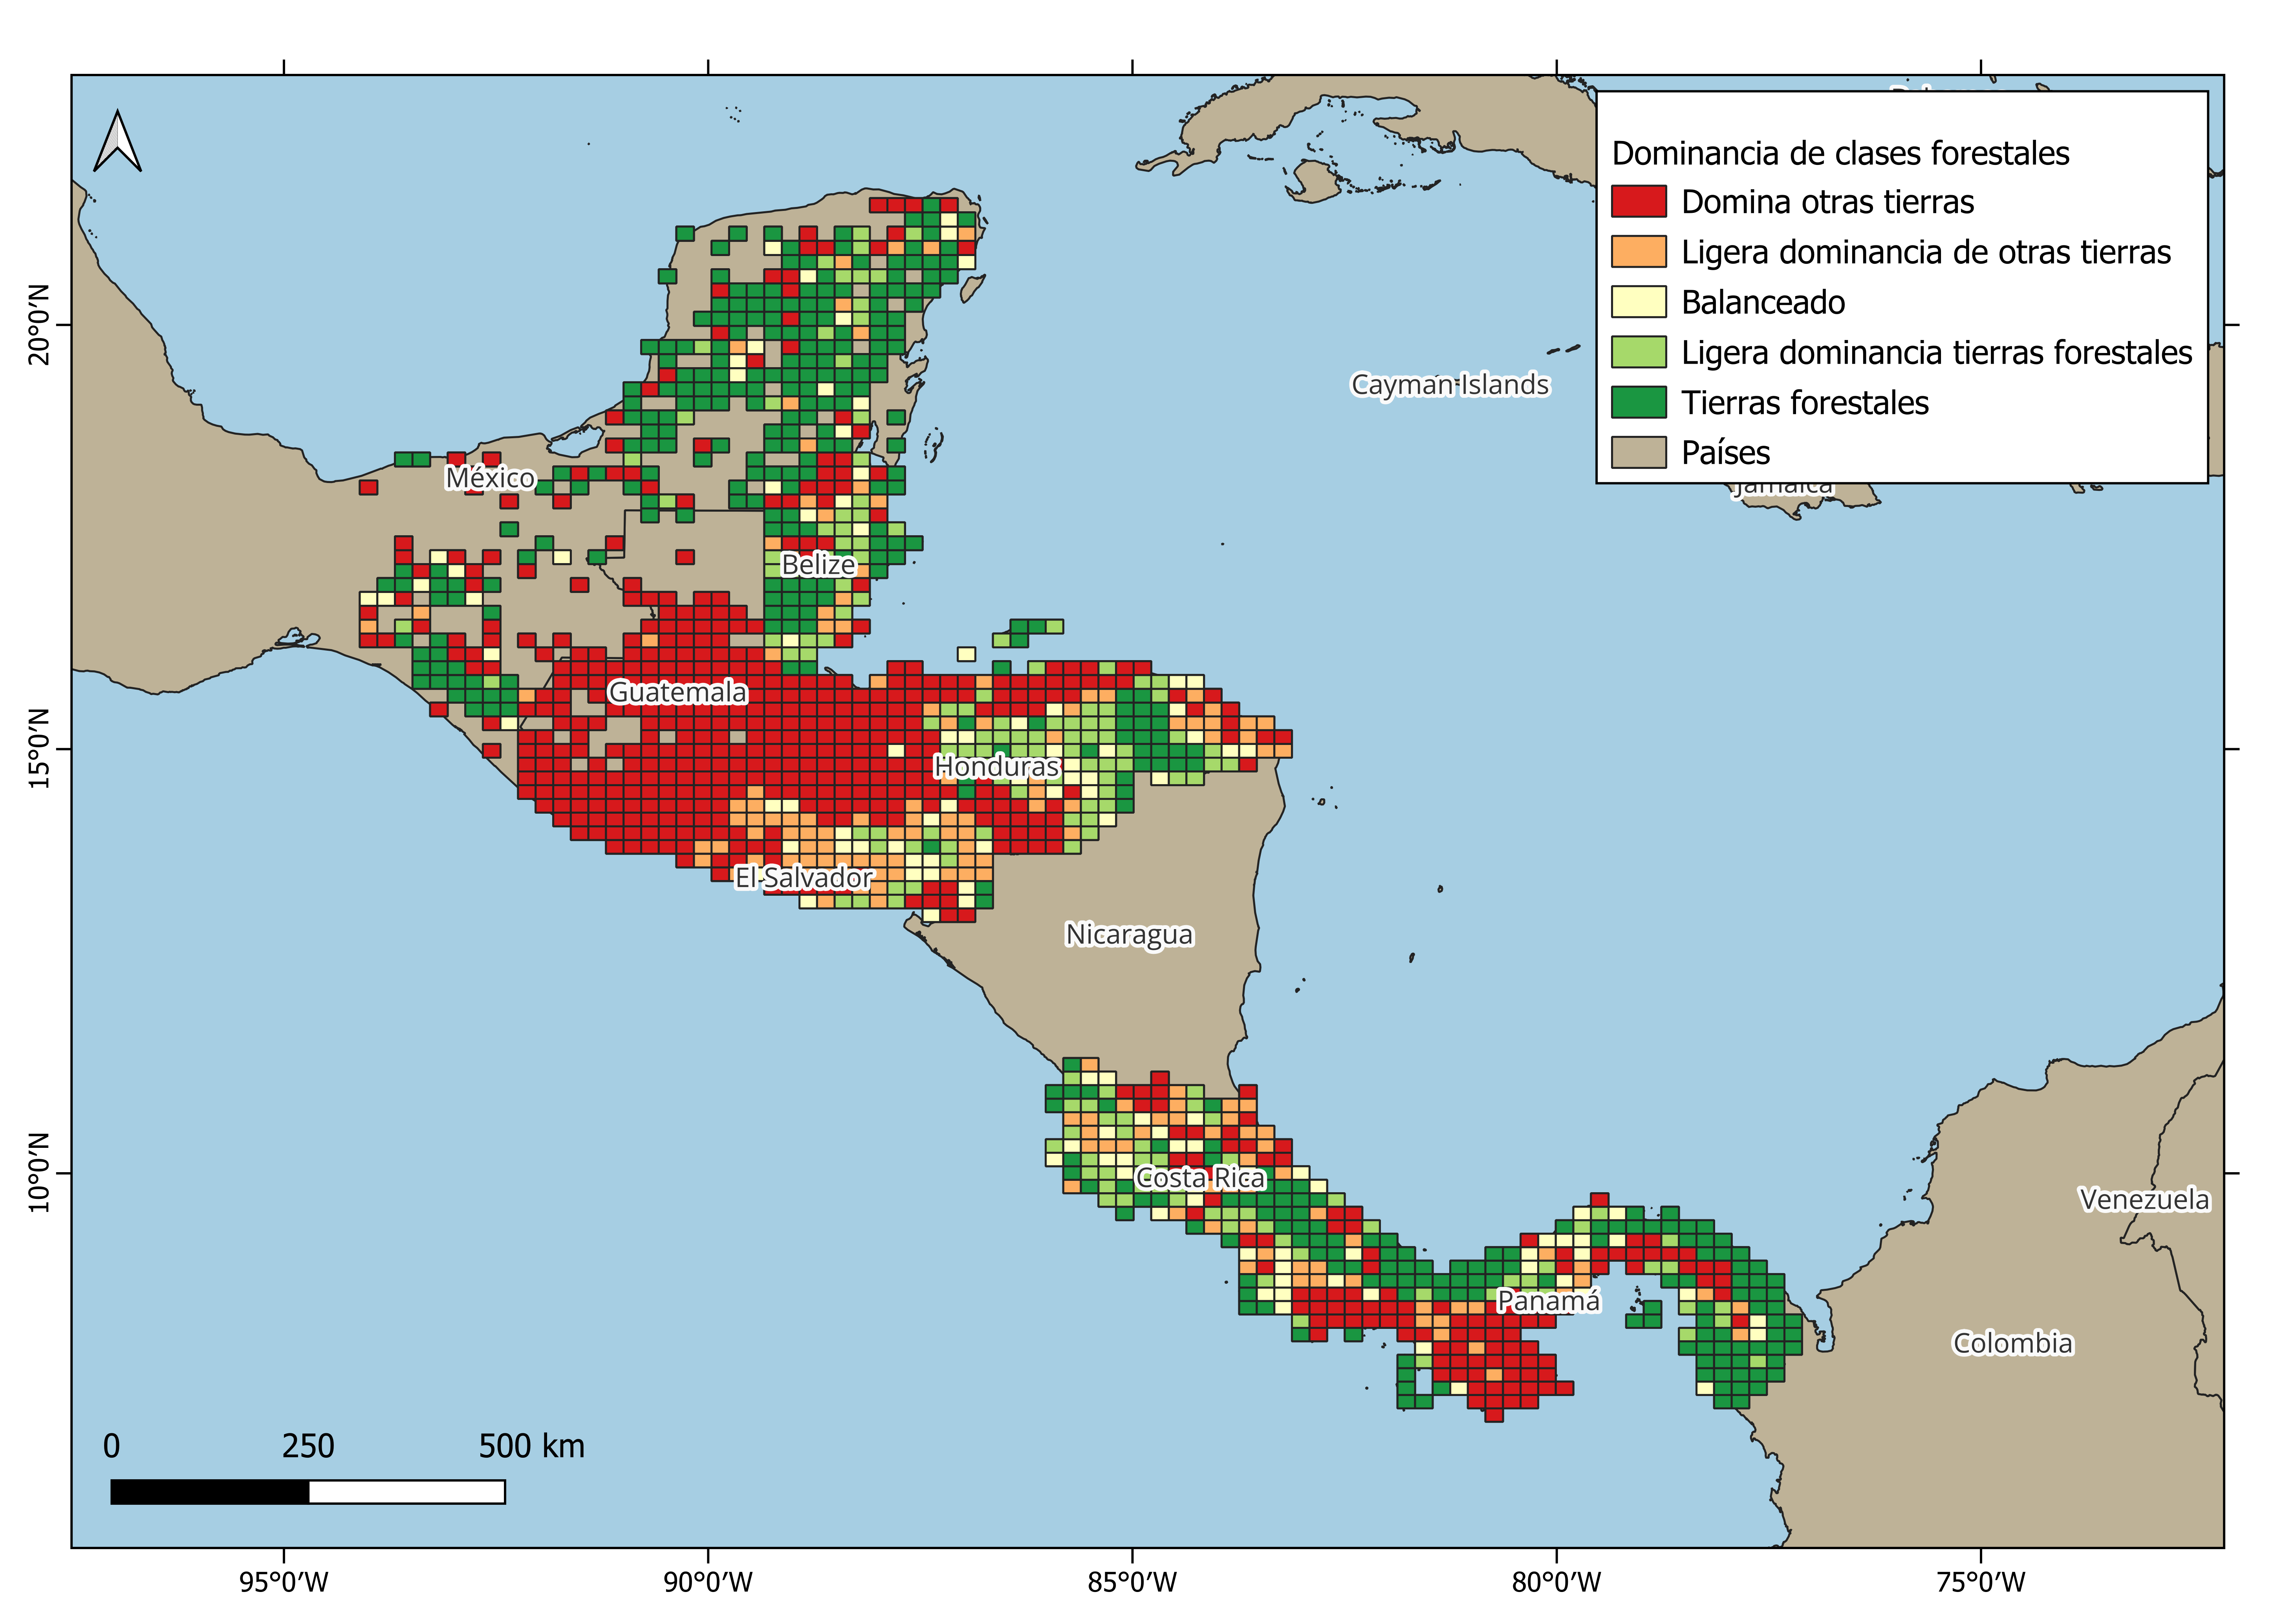 Dominancia de clases forestales
Domina otras tierras
Ligera dominancia de otras tierras
Balanceado
Ligera dominancia tierras forestales
Tierras forestales
Países
20°0′N
15°0′N
10°0′N
Cayman Islands
Jamaica
México
Belize
Guatemala
Honduras
El Salvador
Nicaragua
Costa Rica
Panamá
Venezuela
Colombia
0 250 500 km
95°0′W 90°0′W 85°0′W 80°0′W 75°0′W